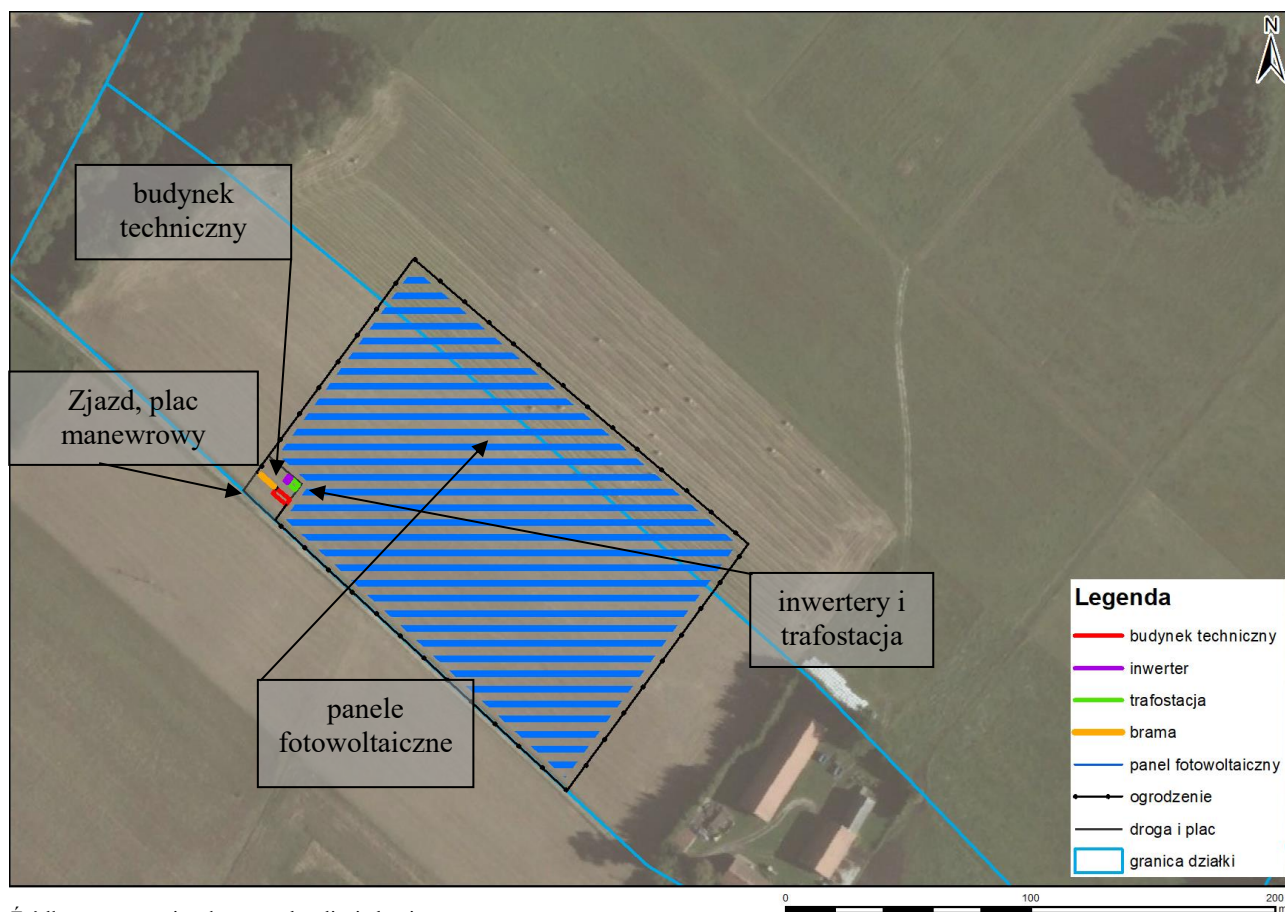 N
budynek
techniczny
Zjazd, plac
manewrowy
inwertery i
trafostacja
panele
fotowoltaiczne
Legenda
budynek techniczny
inwerter
trafostacja
brama
panel fotowoltaiczny
ogrodzenie
droga i plac
granica działki
0 100 200
m